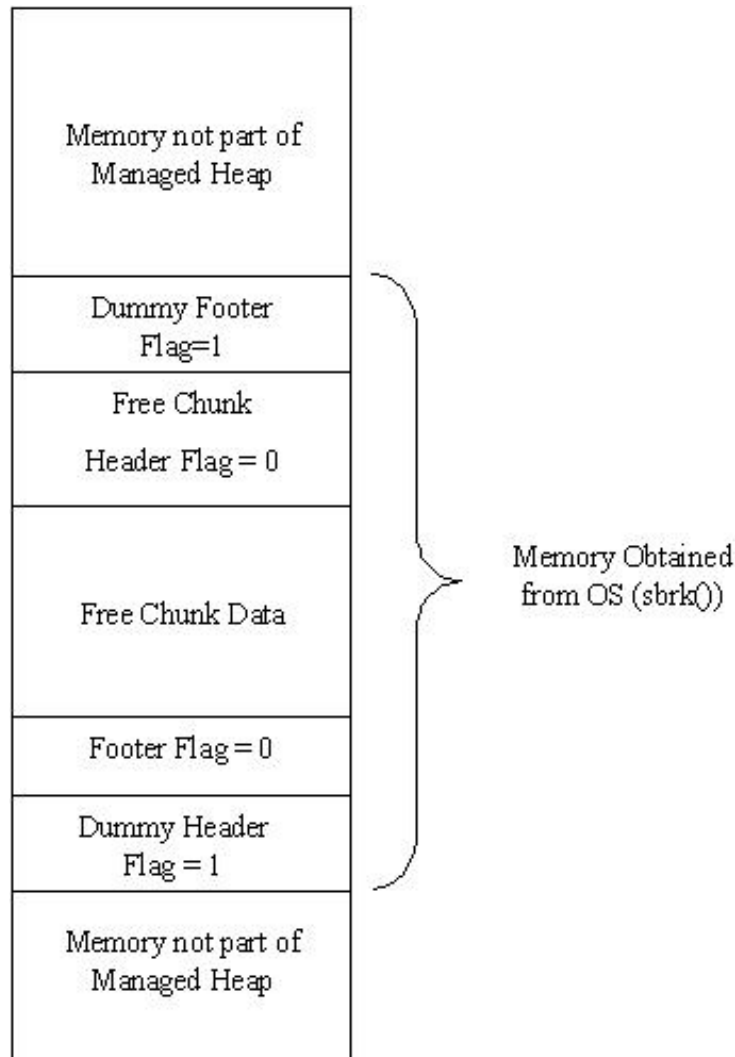 Memory not part of
Managed Heap
Dummy Footer
Flag=1
Free Chunk
Header Flag = 0
Free Chunk Data
Memory Obtained
from OS (sbrk())
Footer Flag = 0
Dummy Header
Flag = 1
Memory not part of
Managed Heap